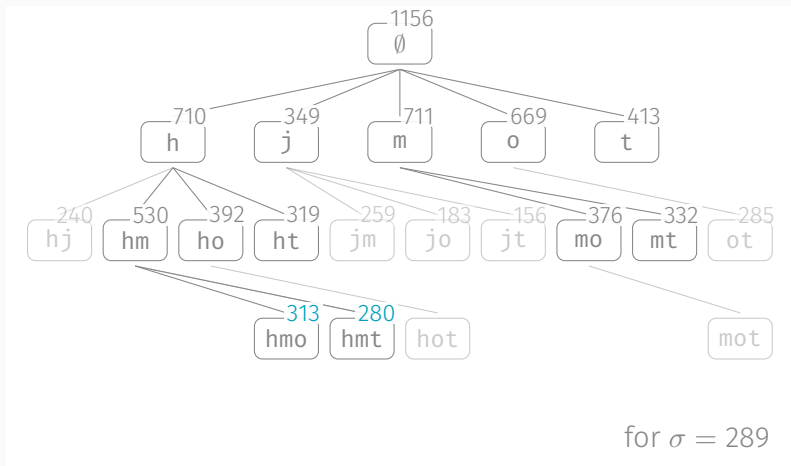 1156
∅
710 349 711 669 413
h j m o t
240 530 392 319 259 183 156 376 332 285
hj hm ho ht jm jo jt mo mt ot
313 280
hmo hmt hot mot
for σ = 289